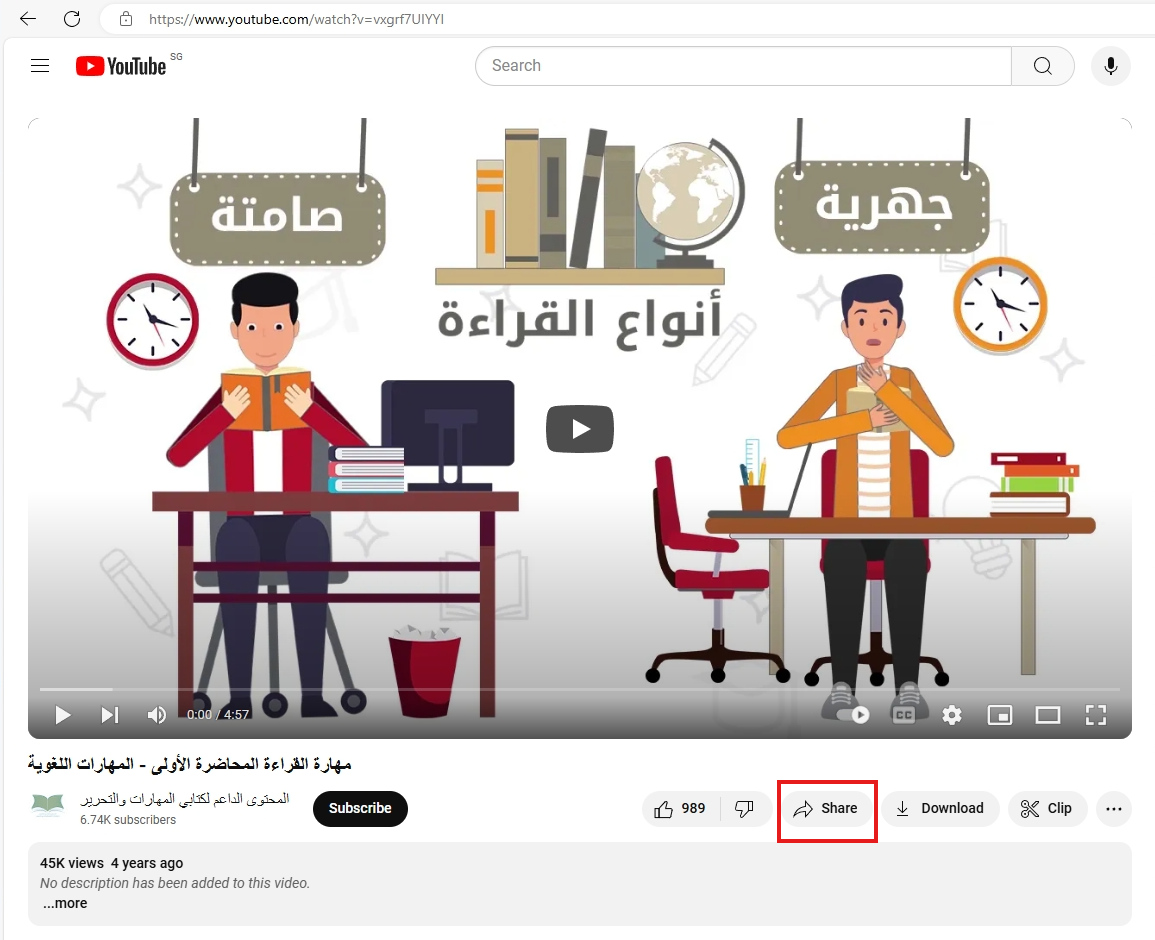 https://www.youtube.com/watch?v=vxgrf7UIYYI
YouTube SG
Search
صامتة
جهرية
أنواع القراءة
0:00 / 4:57
CC
مهارة القراءة المحاضرة الأولى - المهارات اللغوية
المحتوى الداعم لكتابي المهارات والتحرير
6.74K subscribers
Subscribe
989
Share
Download
Clip
45K views 4 years ago
No description has been added to this video.
...more